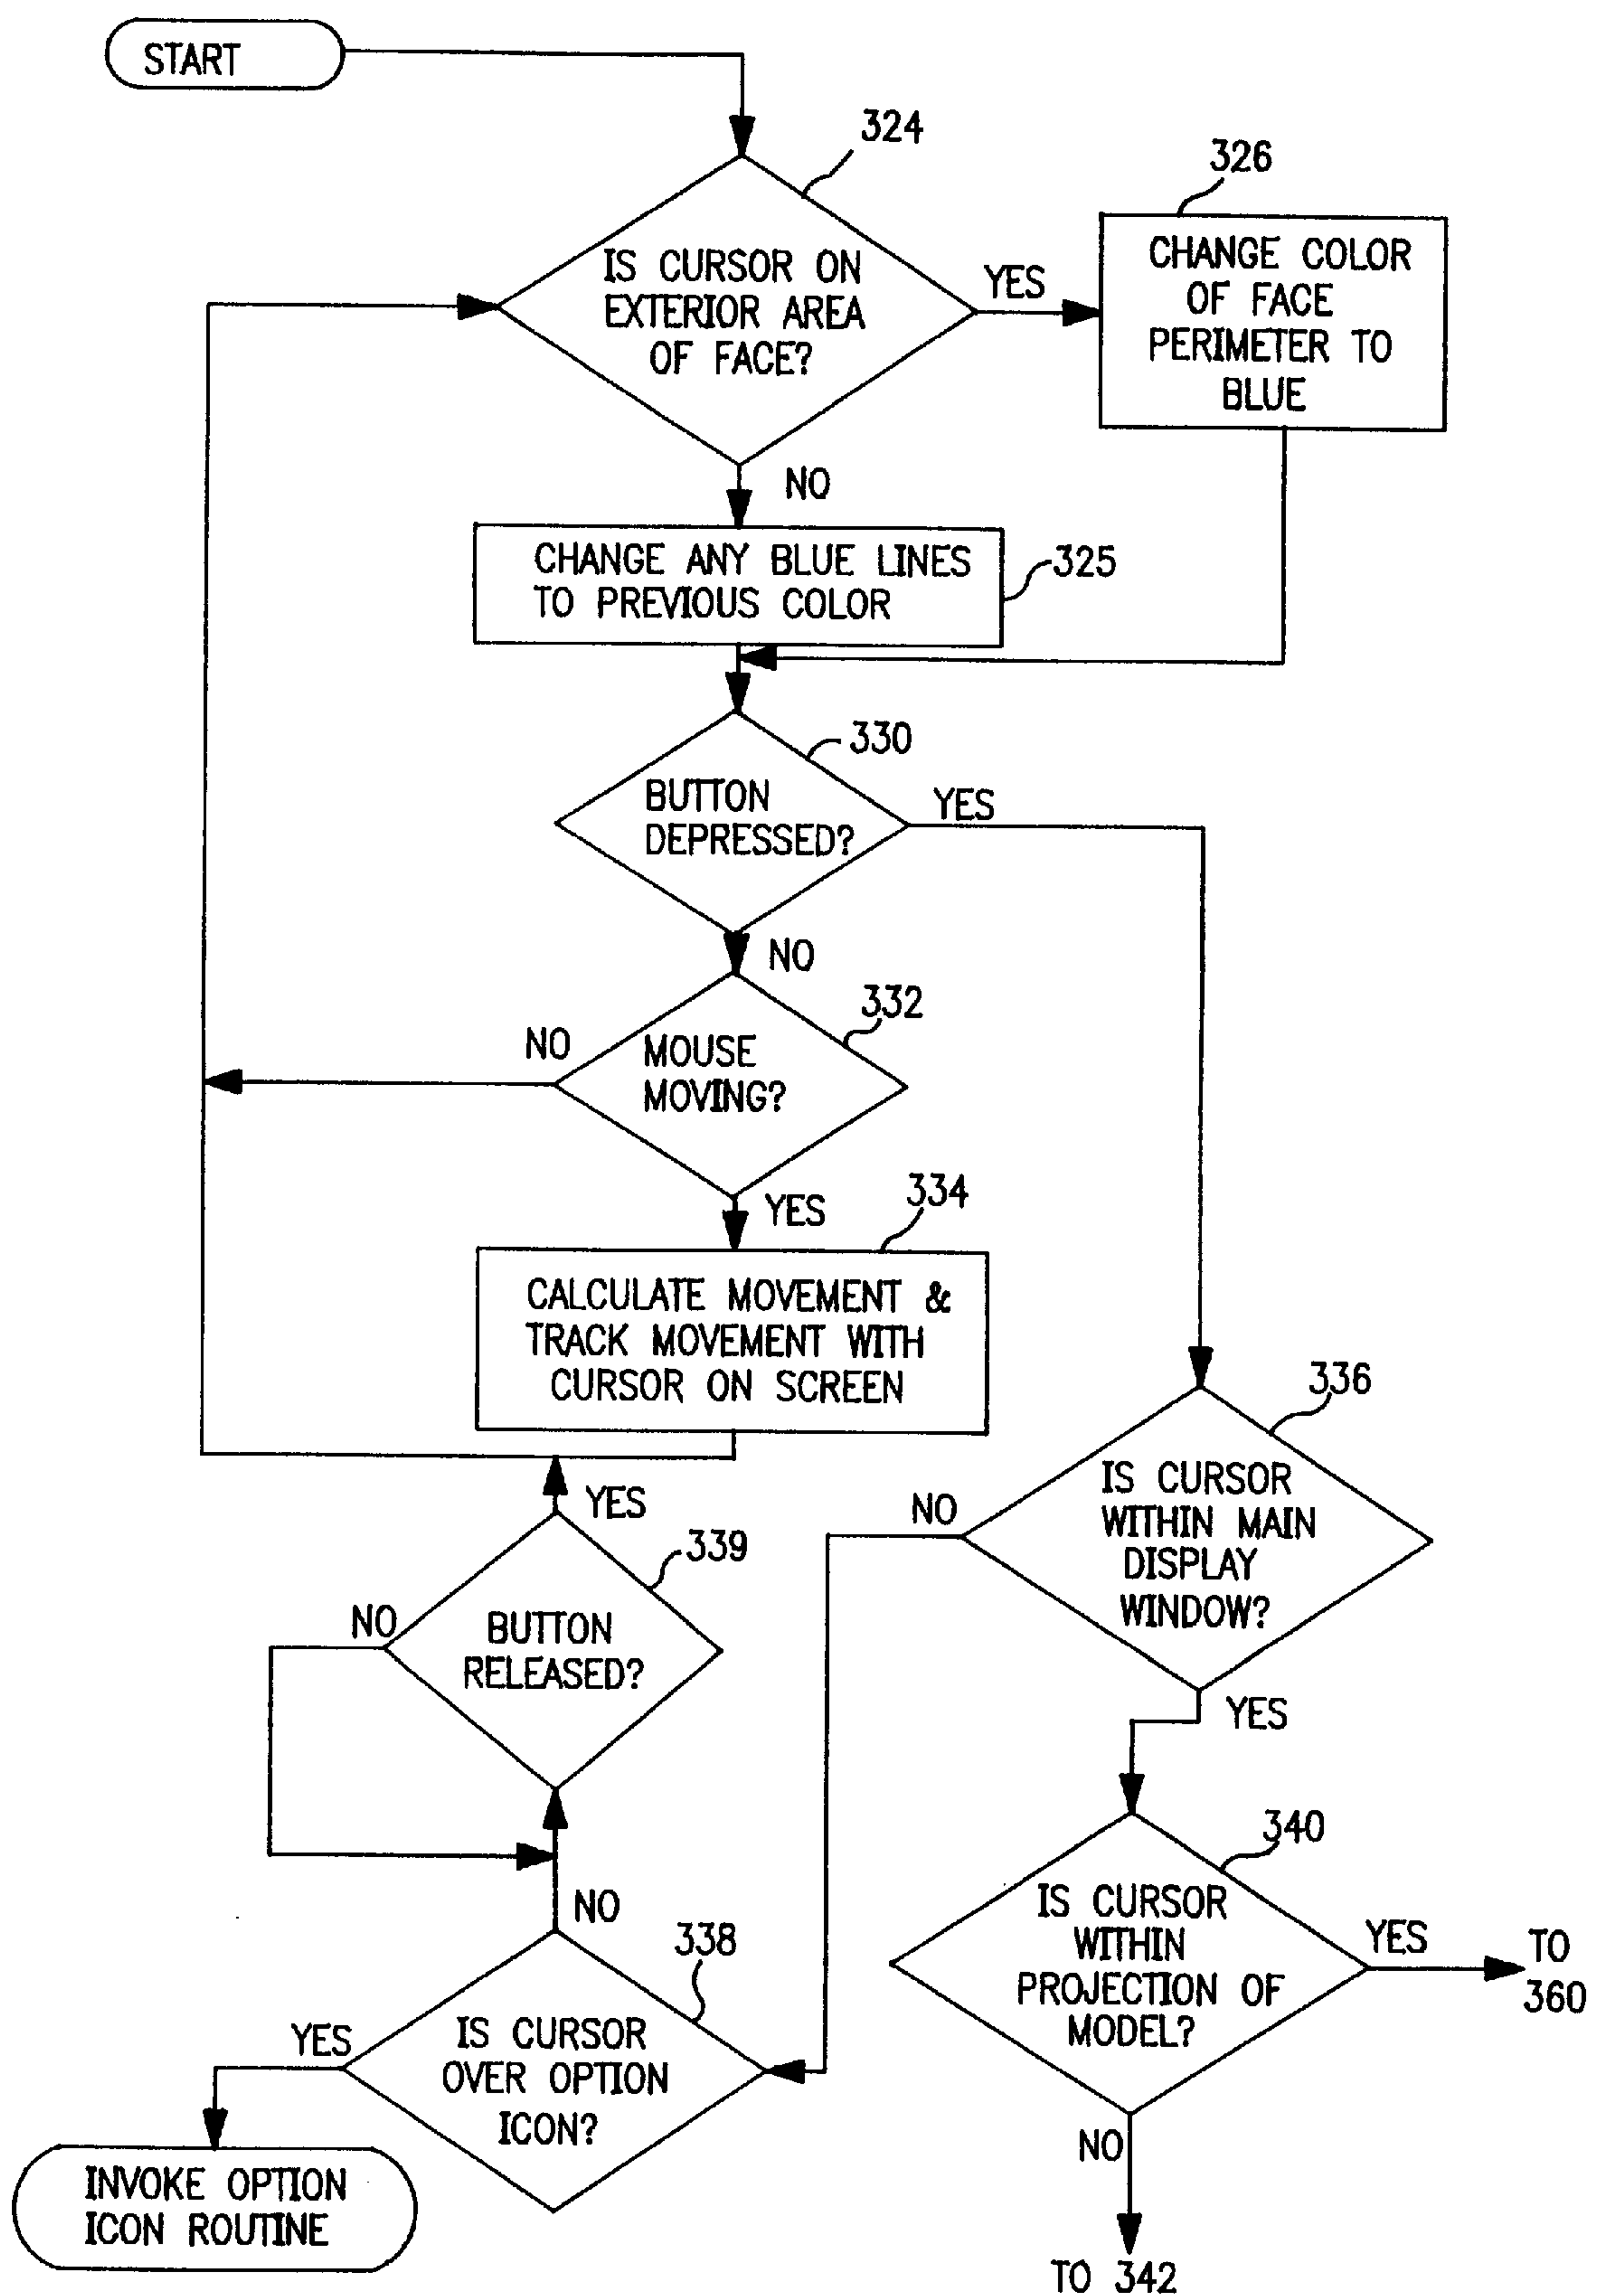 START
324
326
IS CURSOR ON
EXTERIOR AREA
OF FACE?
YES
CHANGE COLOR
OF FACE
PERIMETER TO
BLUE
NO
CHANGE ANY BLUE LINES
TO PREVIOUS COLOR
325
330
BUTTON
DEPRESSED?
YES
NO
332
NO
MOUSE
MOVING?
YES
334
CALCULATE MOVEMENT &
TRACK MOVEMENT WITH
CURSOR ON SCREEN
336
IS CURSOR
WITHIN MAIN
DISPLAY
WINDOW?
NO
YES
YES
339
NO
BUTTON
RELEASED?
340
IS CURSOR
WITHIN
PROJECTION OF
MODEL?
YES
TO
360
NO
338
YES
IS CURSOR
OVER OPTION
ICON?
NO
INVOKE OPTION
ICON ROUTINE
TO 342